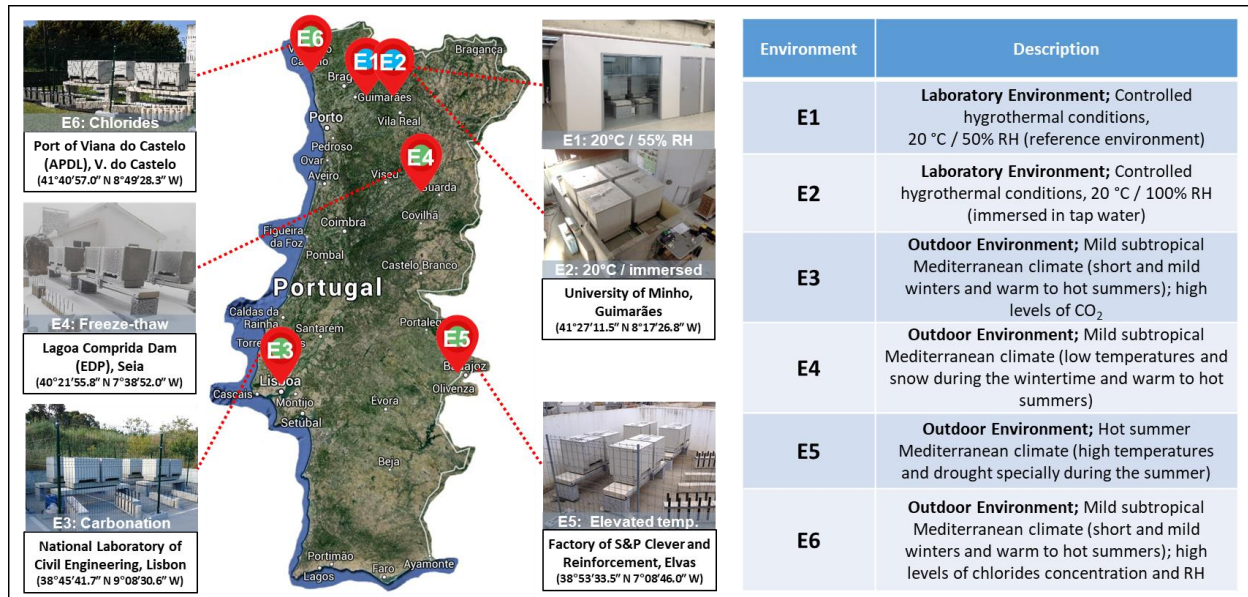 E6: Chlorides
Port of Viana do Castelo
(APDL), V. do Castelo
(41°40’57.0” N 8°49’28.3” W)
E4: Freeze-thaw
Lagoa Comprida Dam
(EDP), Seia
(40°21’55.8” N 7°38’52.0” W)
E3: Carbonation
National Laboratory of
Civil Engineering, Lisbon
(38°45’41.7” N 9°08’30.6” W)
E6
E1
E2
Bragança
Guimarães
Vila Real
Porto
Pedroso
Ovar
Aveiro
Viseu
E4
Guarda
Covilhã
Coimbra
Figueira
da Foz
Pombal
Castelo Branco
Portugal
Caldas da
Rainha
Santarém
E3
E5
Lisboa
Cascais
Montijo
Setúbal
Évora
Olivenza
Beja
Portimão
Lagos
Faro
Ayamonte
E1: 20°C / 55% RH
E2: 20°C / immersed
University of Minho,
Guimarães
(41°27’11.5” N 8°17’26.8” W)
E5: Elevated temp.
Factory of S&P Clever and
Reinforcement, Elvas
(38°53’33.5” N 7°08’46.0” W)
Environment Description
E1
Laboratory Environment; Controlled
hygrothermal conditions,
20 °C / 50% RH (reference environment)
E2
Laboratory Environment; Controlled
hygrothermal conditions, 20 °C / 100% RH
(immersed in tap water)
E3
Outdoor Environment; Mild subtropical
Mediterranean climate (short and mild
winters and warm to hot summers); high
levels of CO₂
E4
Outdoor Environment; Mild subtropical
Mediterranean climate (low temperatures and
snow during the wintertime and warm to hot
summers)
E5
Outdoor Environment; Hot summer
Mediterranean climate (high temperatures
and drought specially during the summer)
E6
Outdoor Environment; Mild subtropical
Mediterranean climate (short and mild
winters and warm to hot summers); high
levels of chlorides concentration and RH